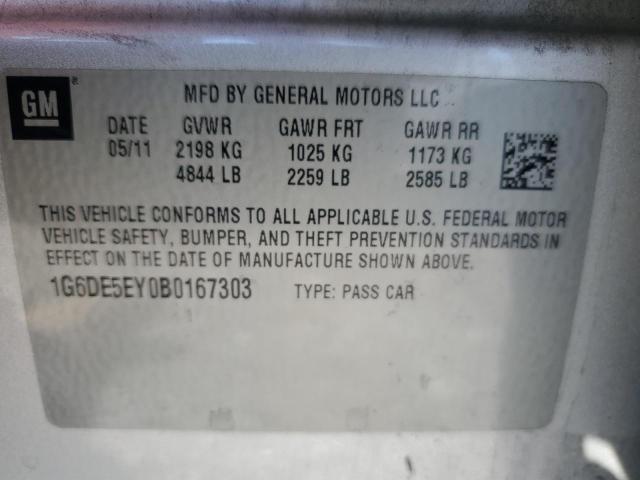 GM ®
MFD BY GENERAL MOTORS LLC
DATE GVWR GAWR FRT GAWR RR
05/11 2198 KG 1025 KG 1173 KG
4844 LB 2259 LB 2585 LB
THIS VEHICLE CONFORMS TO ALL APPLICABLE U.S. FEDERAL MOTOR
VEHICLE SAFETY, BUMPER, AND THEFT PREVENTION STANDARDS IN
EFFECT ON THE DATE OF MANUFACTURE SHOWN ABOVE.
1G6DE5EY0B0167303 TYPE: PASS CAR